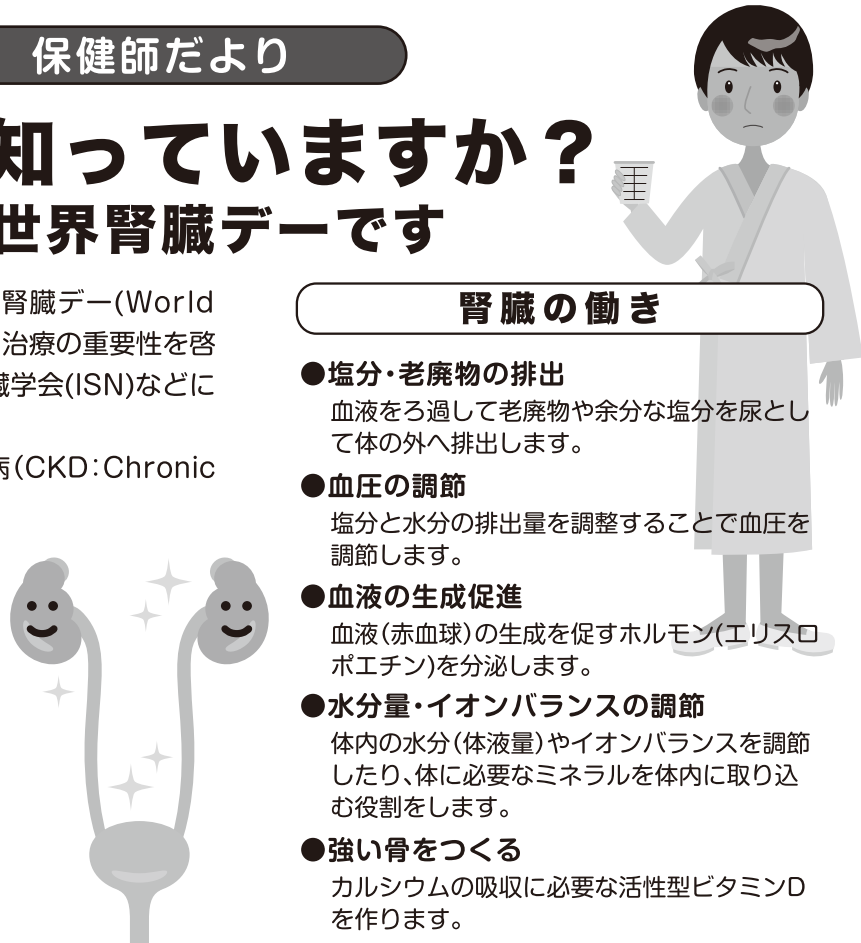 保健師だより
知っていますか？
世界腎臓デーです
腎臓デー(World
治療の重要性を啓
臓学会(ISN)などに
病(CKD：Chronic
腎臓の働き
●塩分・老廃物の排出
血液をろ過して老廃物や余分な塩分を尿とし
て体の外へ排出します。
●血圧の調節
塩分と水分の排出量を調整することで血圧を
調節します。
●血液の生成促進
血液（赤血球）の生成を促すホルモン(エリスロ
ポエチン)を分泌します。
●水分量・イオンバランスの調節
体内の水分（体液量）やイオンバランスを調節
したり、体に必要なミネラルを体内に取り込
む役割をします。
●強い骨をつくる
カルシウムの吸収に必要な活性型ビタミンD
を作ります。